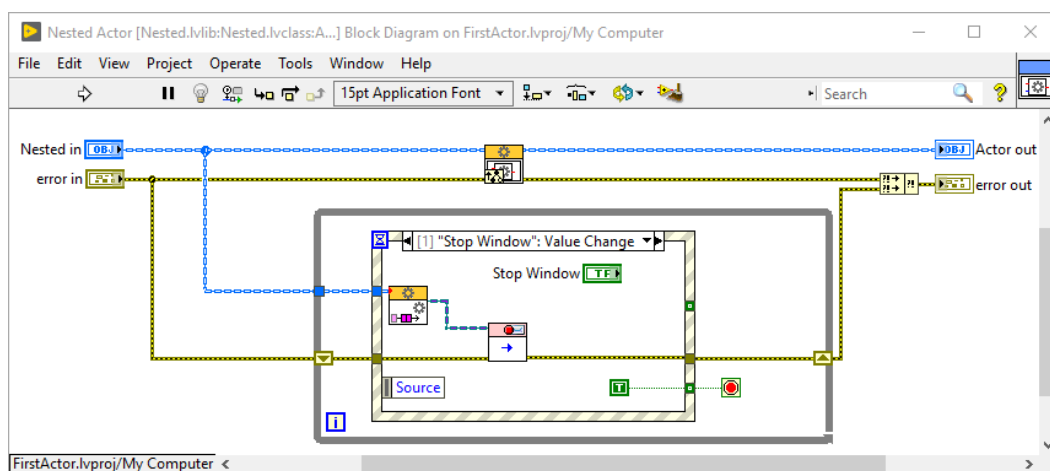 Nested Actor [Nested.lvlib:Nested.lvclass:A...] Block Diagram on FirstActor.lvproj/My Computer
File Edit View Project Operate Tools Window Help
15pt Application Font
Search
Nested in OBJ
OBJ Actor out
error in
error out
[1] "Stop Window": Value Change
Stop Window TF
Source
T
i
FirstActor.lvproj/My Computer